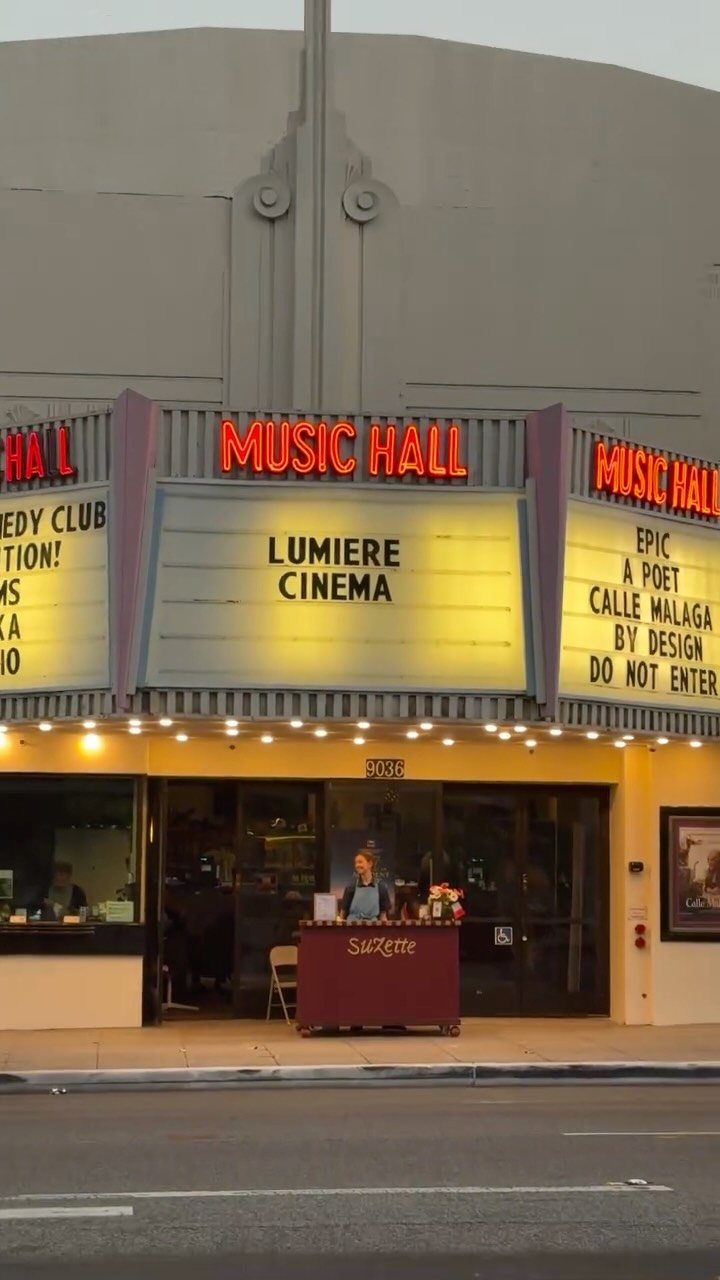 HALL
EDY CLUB
TION!
MS
KA
IO
MUSIC HALL
LUMIERE
CINEMA
MUSIC HALL
EPIC
A POET
CALLE MALAGA
BY DESIGN
DO NOT ENTER
9036
SuZette
Calle